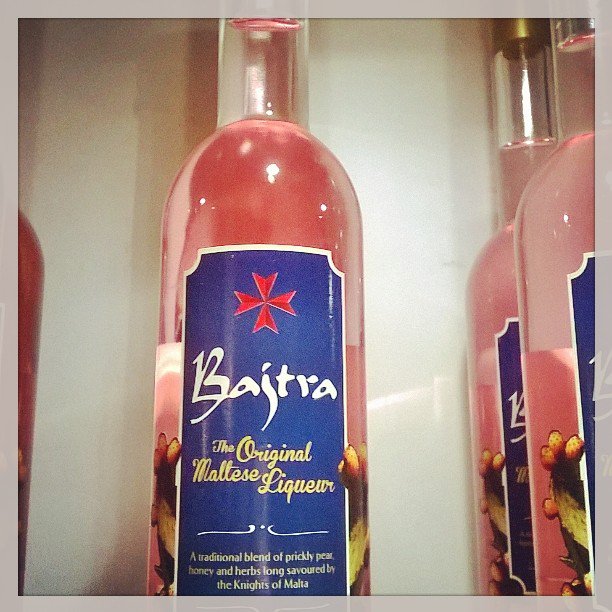 Bajtra
The Original
Maltese Liqueur
A traditional blend of prickly pear,
honey and herbs long savoured by
the Knights of Malta